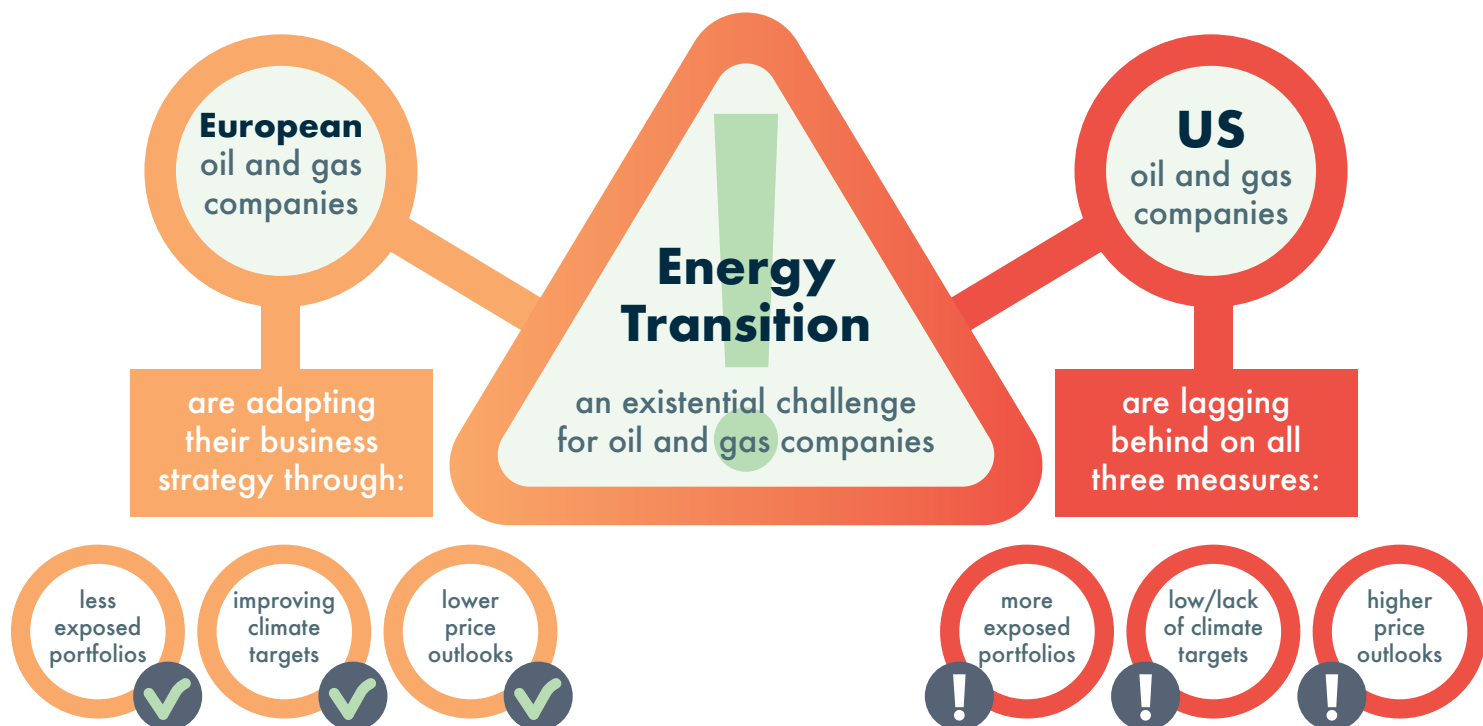 European
oil and gas
companies
Energy
Transition
an existential challenge
for oil and gas companies
US
oil and gas
companies
are adapting
their business
strategy through:
are lagging
behind on all
three measures:
less
exposed
portfolios
improving
climate
targets
lower
price
outlooks
more
exposed
portfolios
low/lack
of climate
targets
higher
price
outlooks